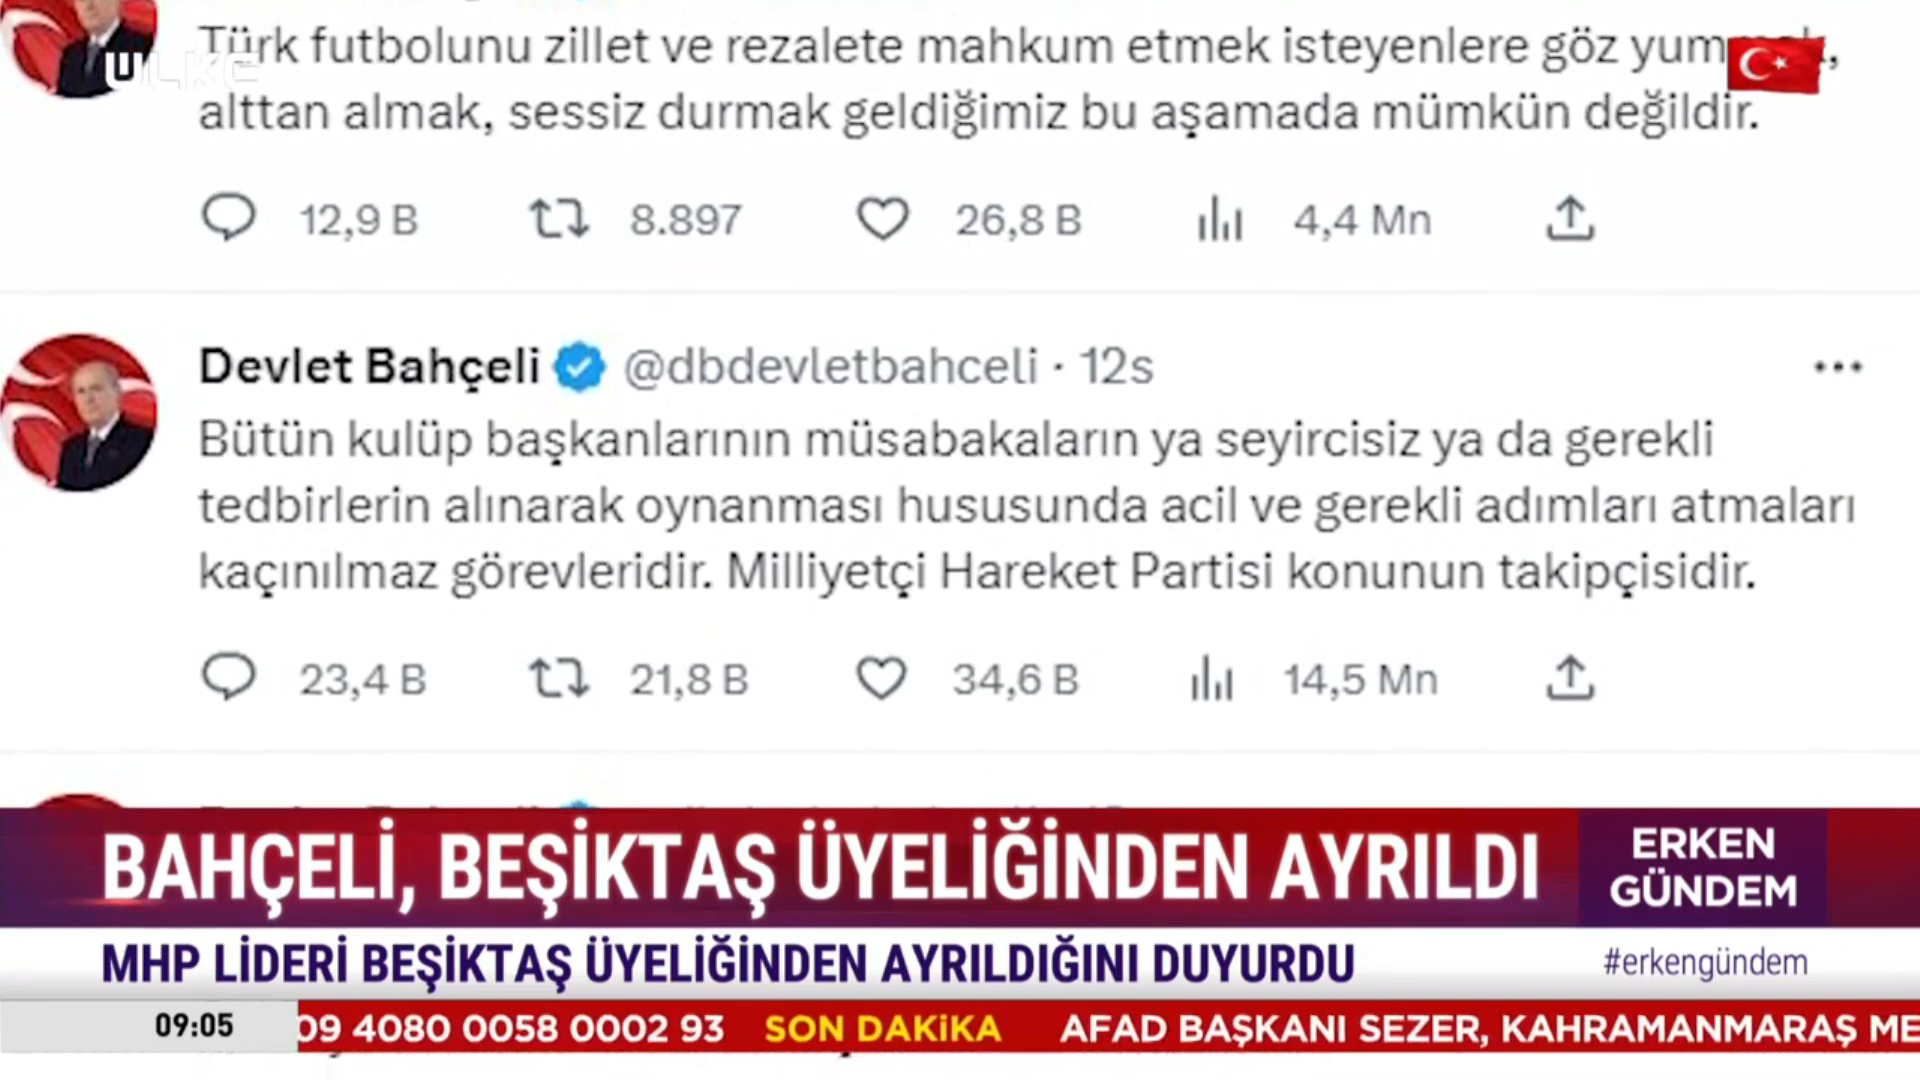 Türk futbolunu zillet ve rezalete mahkum etmek isteyenlere göz
alttan almak, sessiz durmak geldiğimiz bu aşamada mümkün değildir.
12,9 B 8.897 26,8 B 4,4 Mn
ÜLKE
Devlet Bahçeli @dbdevletbahceli · 12s
Bütün kulüp başkanlarının müsabakaların ya seyircisiz ya da gerekli
tedbirlerin alınarak oynanması hususunda acil ve gerekli adımları atmaları
kaçınılmaz görevleridir. Milliyetçi Hareket Partisi konunun takipçisidir.
23,4 B 21,8 B 34,6 B 14,5 Mn
BAHÇELİ, BEŞİKTAŞ ÜYELİĞİNDEN AYRILDI
ERKEN
GÜNDEM
MHP LİDERİ BEŞİKTAŞ ÜYELİĞİNDEN AYRILDIĞINI DUYURDU
#erkengündem
09:05
09 4080 0058 0002 93 SON DAKİKA AFAD BAŞKANI SEZER, KAHRAMANMARAŞ ME